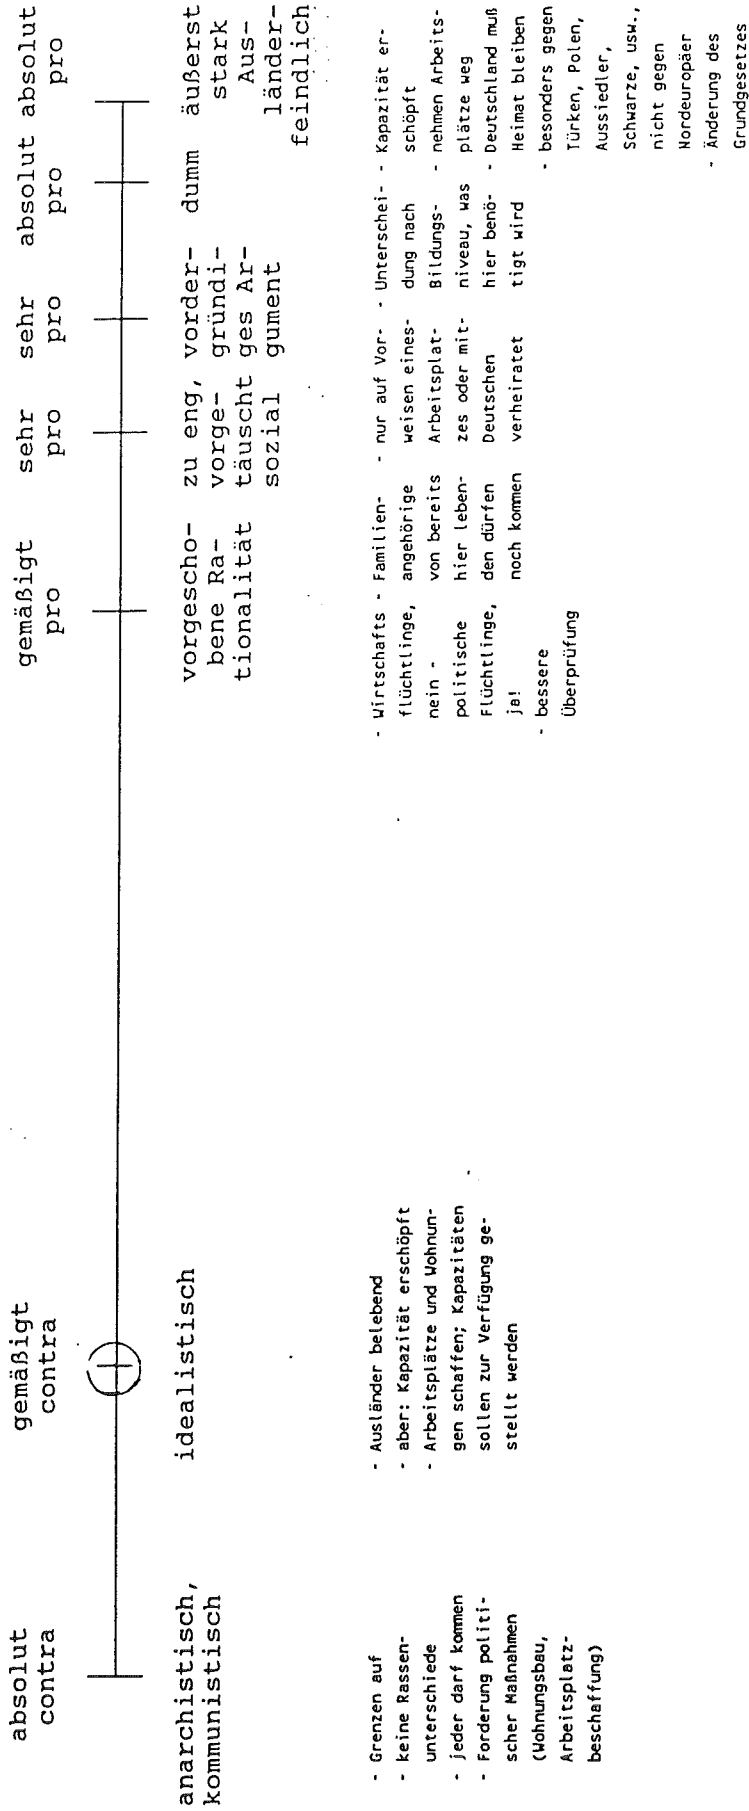 absolut
contra
gemäßigt
contra
gemäßigt
pro
sehr
pro
sehr
pro
absolut
pro
absolut
pro
anarchistisch,
kommunistisch
idealistisch
vorgescho-
bene Ra-
tionalität
zu eng,
vorge-
täuscht
sozial
vorder-
gründi-
ges Ar-
gument
dumm
äußerst
stark
Aus-
länder-
feindlich
- Grenzen auf
- keine Rassen-
unterschiede
- jeder darf kommen
- Forderung politi-
scher Maßnahmen
(Wohnungsbau,
Arbeitsplatz-
beschaffung)
- Ausländer belebend
- aber: Kapazität erschöpft
- Arbeitsplätze und Wohnun-
gen schaffen; Kapazitäten
sollen zur Verfügung ge-
stellt werden
- Wirtschafts
flüchtlinge,
nein -
politische
Flüchtlinge,
ja!
- bessere
Überprüfung
- Familien-
angehörige
von bereits
hier leben-
den dürfen
noch kommen
- nur auf Vor-
weisen eines
Arbeitsplat-
zes oder mit
Deutschen
verheiratet
- Unterschei-
dung nach
Bildungs-
niveau, was
hier benö-
tigt wird
- Kapazität er-
schöpft
- nehmen Arbeits-
plätze weg
- Deutschland muß
Heimat bleiben
- besonders gegen
Türken, Polen,
Aussiedler,
Schwarze, usw.,
nicht gegen
Nordeuropäer
- Änderung des
Grundgesetzes